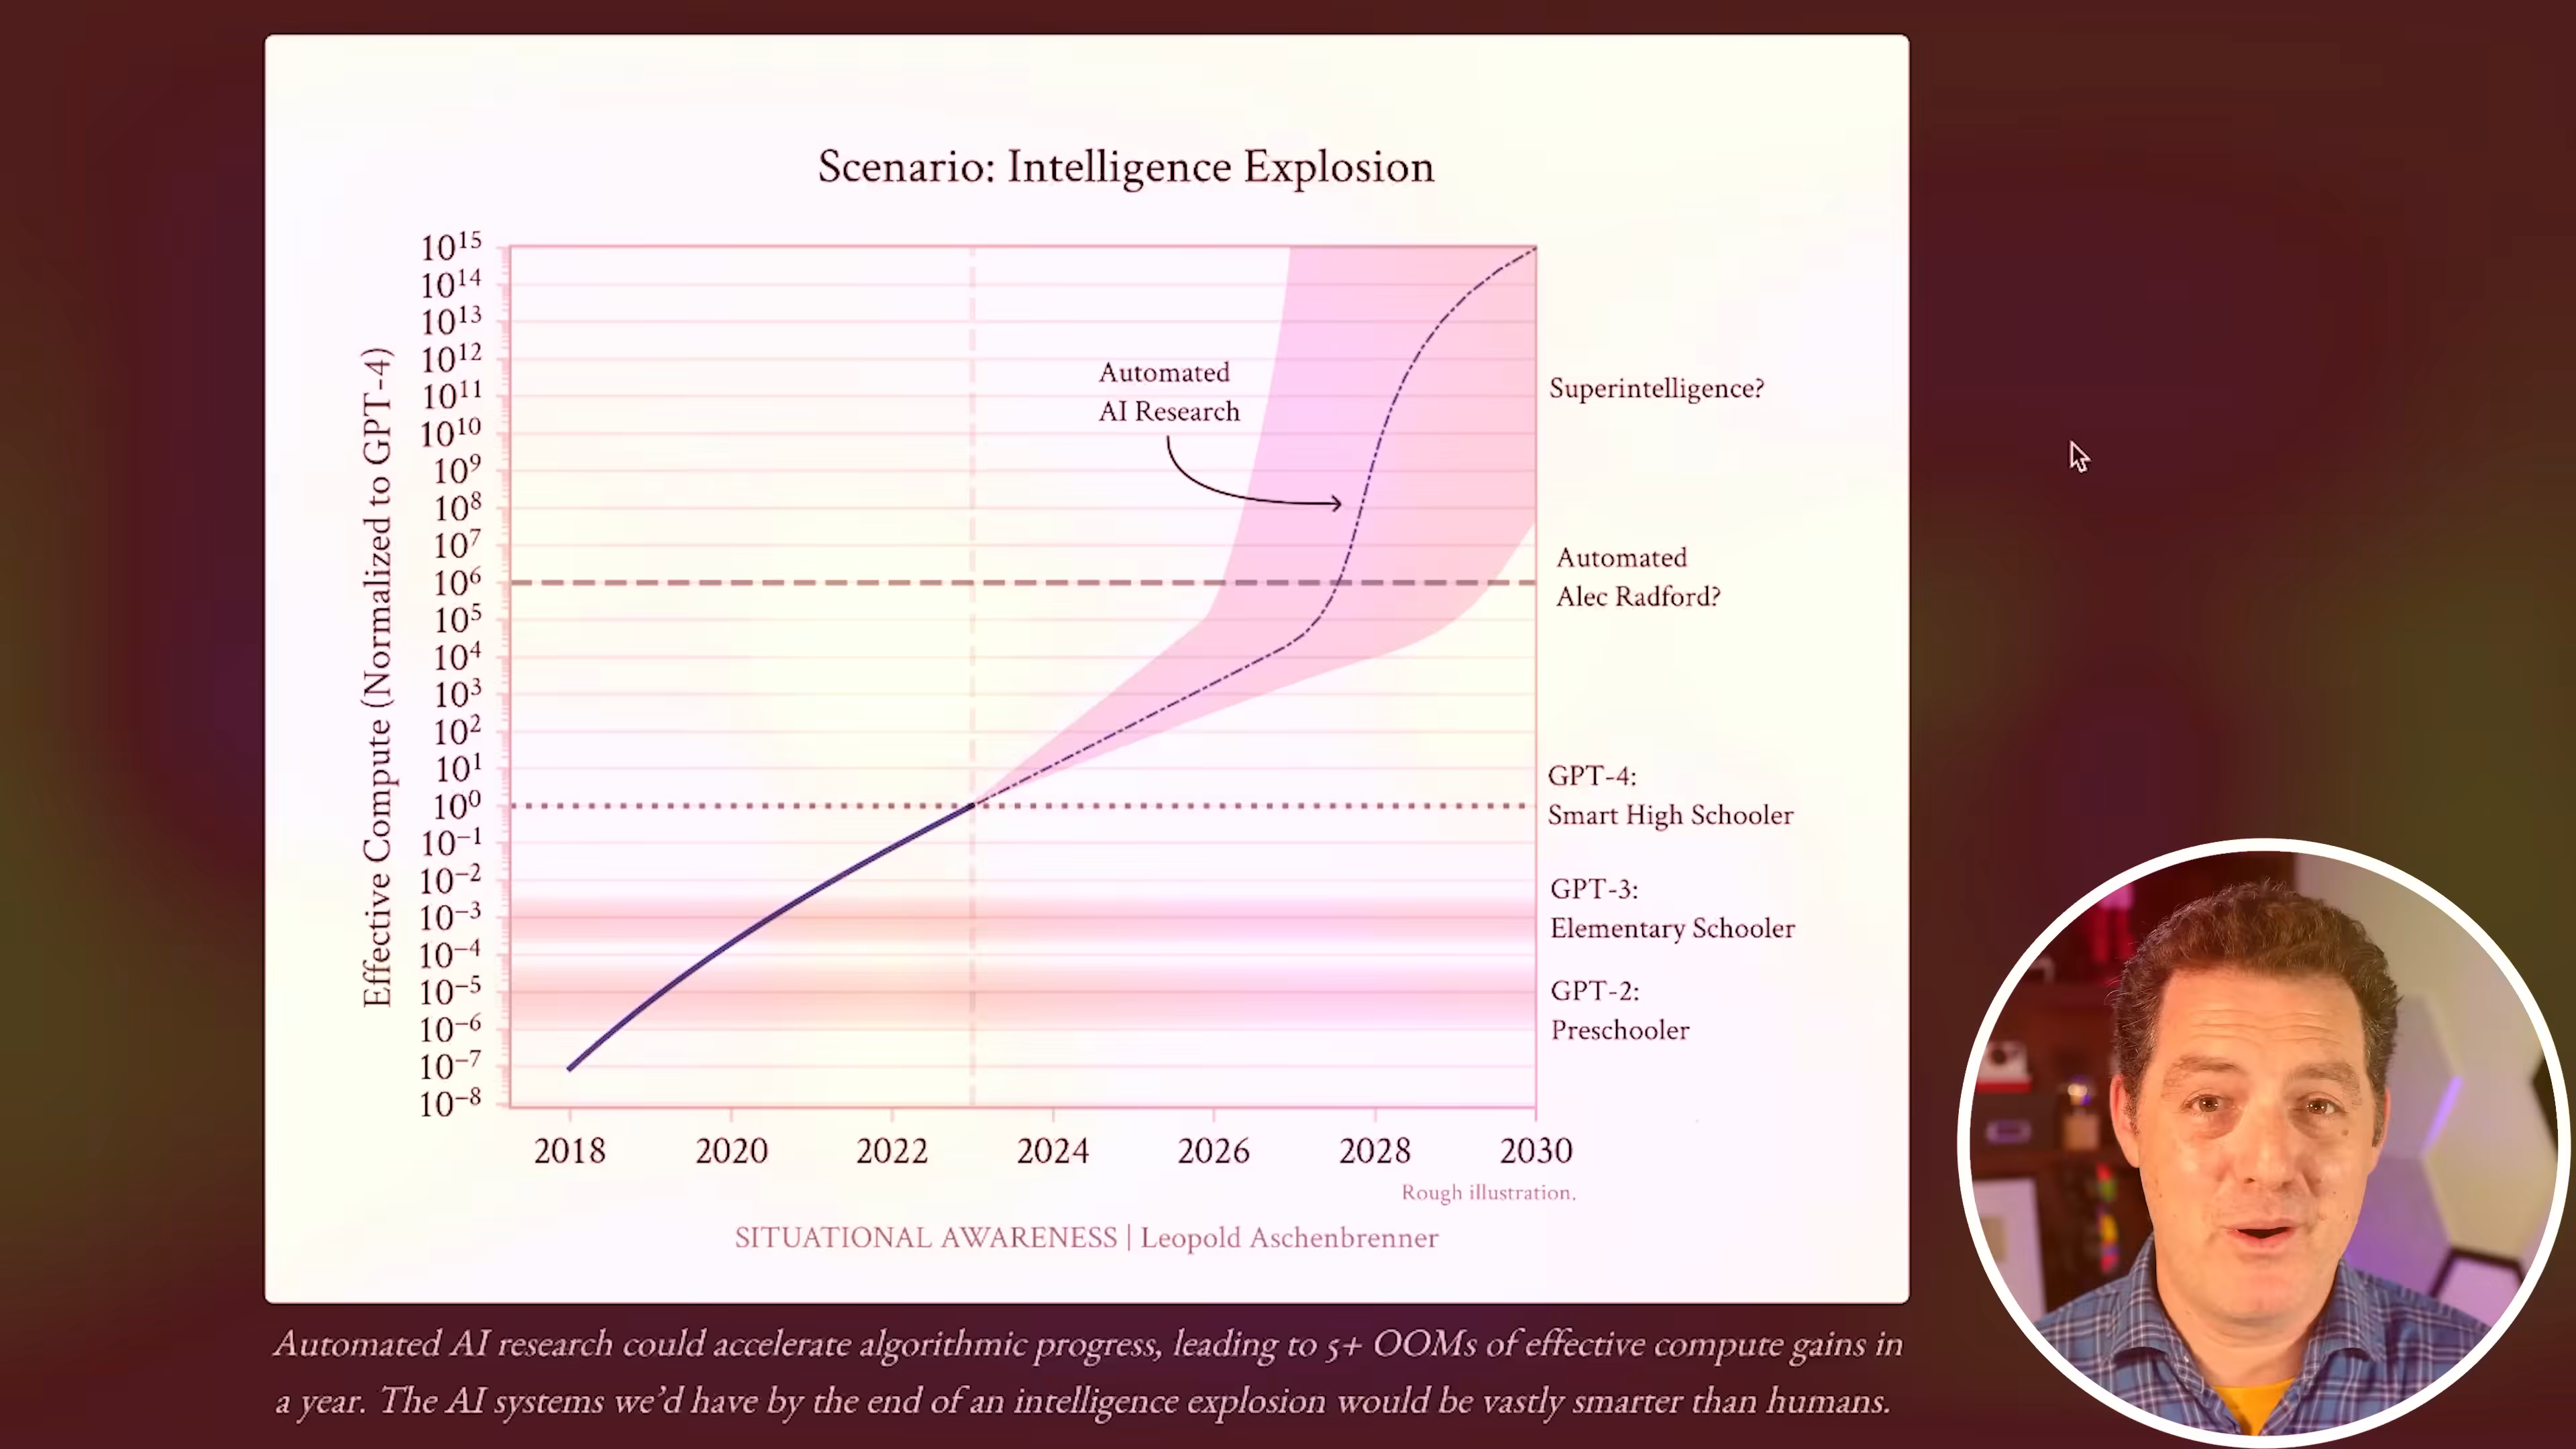 Scenario: Intelligence Explosion
Effective Compute (Normalized to GPT-4)
10¹⁵
10¹⁴
10¹³
10¹²
10¹¹
10¹⁰
10⁹
10⁸
10⁷
10⁶
10⁵
10⁴
10³
10²
10¹
10⁰
10⁻¹
10⁻²
10⁻³
10⁻⁴
10⁻⁵
10⁻⁶
10⁻⁷
10⁻⁸
Automated
AI Research
Superintelligence?
Automated
Alec Radford?
GPT-4:
Smart High Schooler
GPT-3:
Elementary Schooler
GPT-2:
Preschooler
2018 2020 2022 2024 2026 2028 2030
Rough illustration.
SITUATIONAL AWARENESS | Leopold Aschenbrenner
Automated AI research could accelerate algorithmic progress, leading to 5+ OOMs of effective compute gains in
a year. The AI systems we’d have by the end of an intelligence explosion would be vastly smarter than humans.